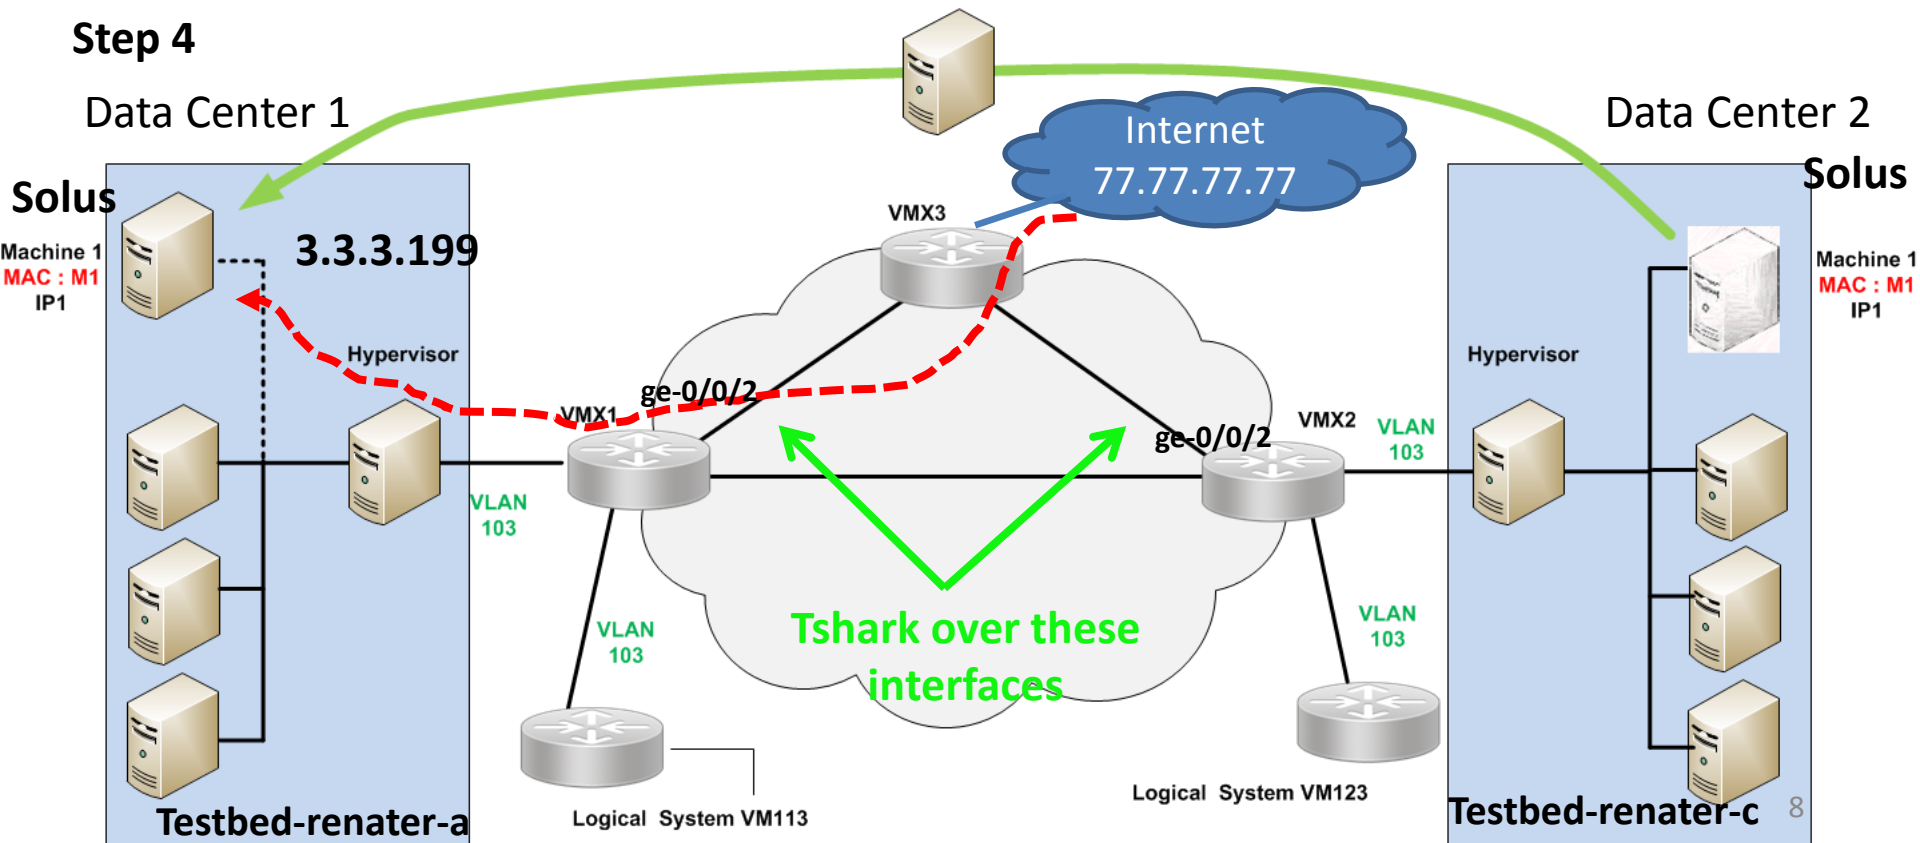 Step 4
Data Center 1
Internet
77.77.77.77
Data Center 2
Solus
Solus
VMX3
3.3.3.199
Machine 1
MAC : M1
IP1
Machine 1
MAC : M1
IP1
Hypervisor
Hypervisor
ge-0/0/2
VMX1
ge-0/0/2
VMX2
VLAN
103
VLAN
103
VLAN
103
Tshark over these
interfaces
VLAN
103
Logical System VM113
Logical System VM123
Testbed-renater-a
Testbed-renater-c
8